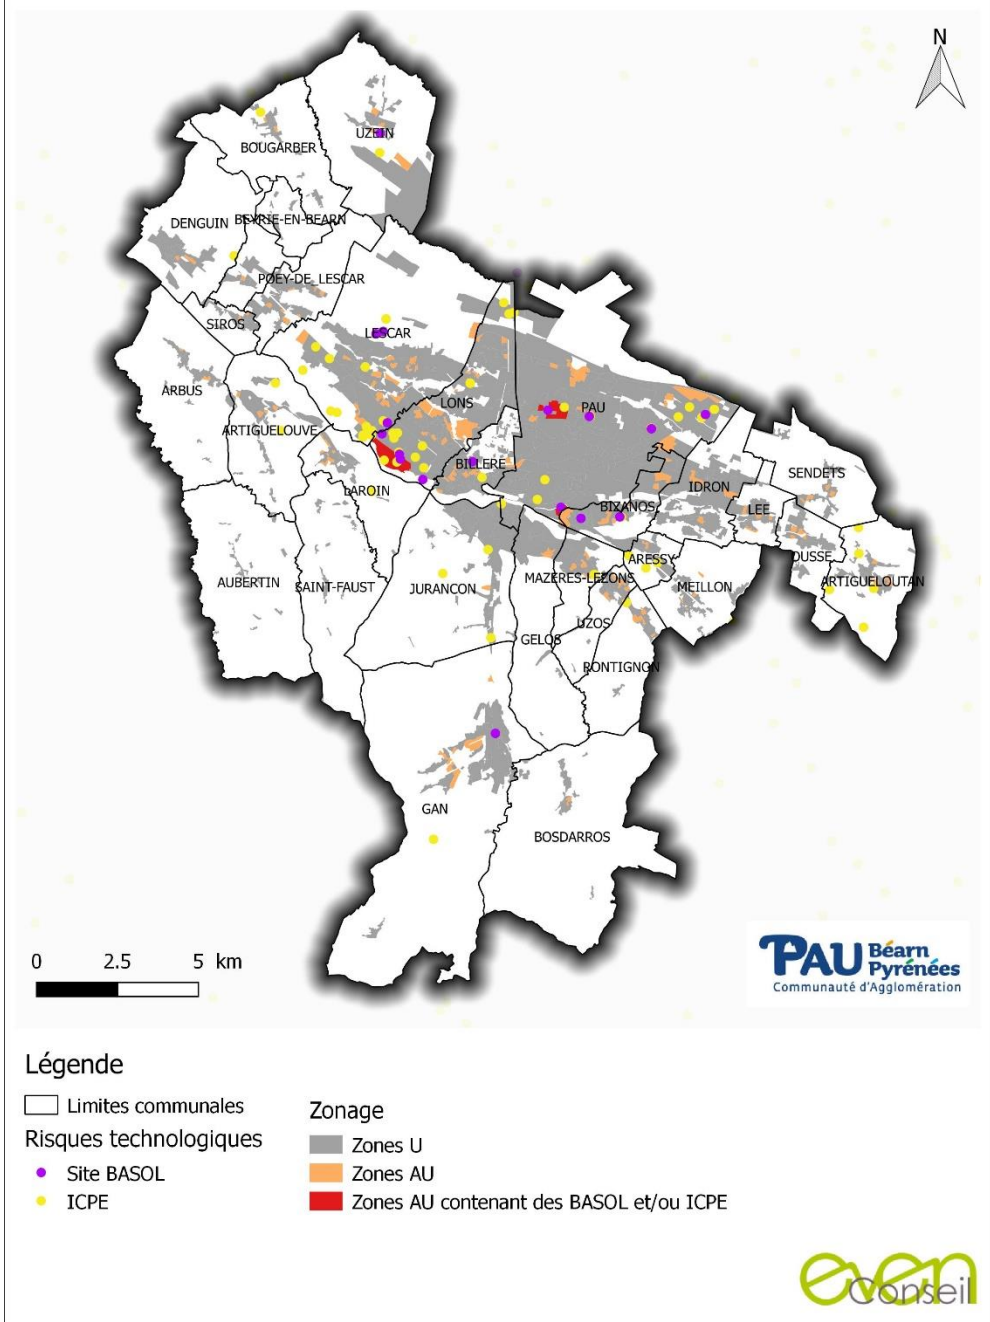 N
UZEIN
BOUGARBER
DENGUIN
BEYRIE-EN-BEARN
POEY-DE LESCAR
SIROS
LESCAR
ARBUS
LONS
PAU
ARTIGUELOUVE
BILLERE
SENDETS
IDRON
LAROIN
BIZANOS
LEE
OUSSE
ARESSY
AUBERTIN
SAINT-FAUST
JURANCON
MAZERES-LEZONS
MEILLON
ARTIGUELOUTAN
UZOS
GELOS
RONTIGNON
GAN
BOSDARROS
0 2.5 5 km
PAU Béarn
Pyrénées
Communauté d'Agglomération
Légende
Limites communales
Risques technologiques
Site BASOL
ICPE
Zonage
Zones U
Zones AU
Zones AU contenant des BASOL et/ou ICPE
even
Conseil